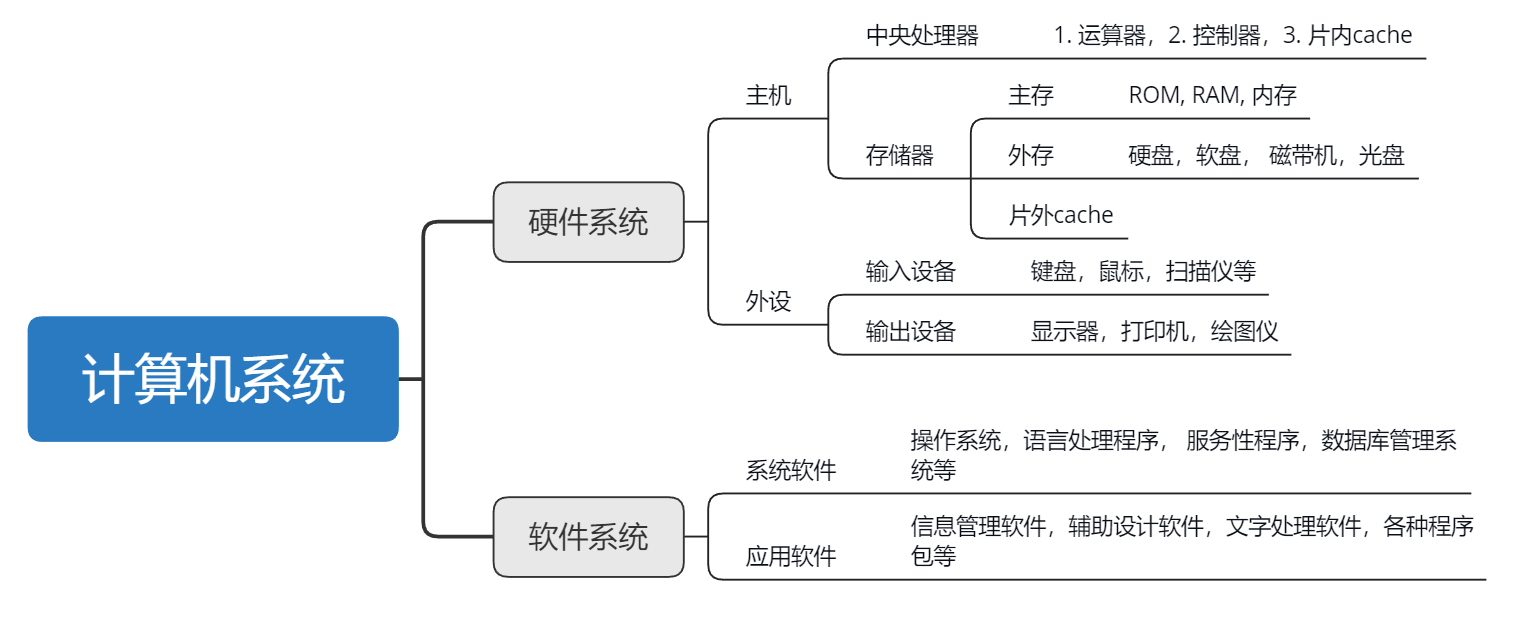 中央处理器 1. 运算器，2. 控制器，3. 片内cache
主机
主存 ROM, RAM, 内存
存储器
外存 硬盘，软盘， 磁带机，光盘
片外cache
硬件系统
输入设备 键盘，鼠标，扫描仪等
外设
输出设备 显示器，打印机，绘图仪
计算机系统
操作系统，语言处理程序， 服务性程序，数据库管理系
统等
系统软件
软件系统
信息管理软件，辅助设计软件，文字处理软件，各种程序
包等
应用软件